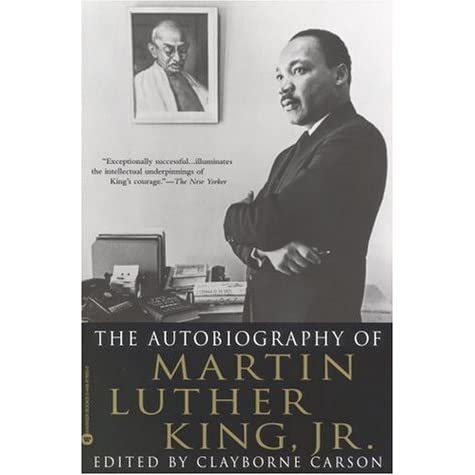 "Exceptionally successful...illuminates
the intellectual underpinnings of
King's courage."—The New Yorker
THE AUTOBIOGRAPHY OF
MARTIN
LUTHER
KING, JR.
EDITED BY CLAYBORNE CARSON